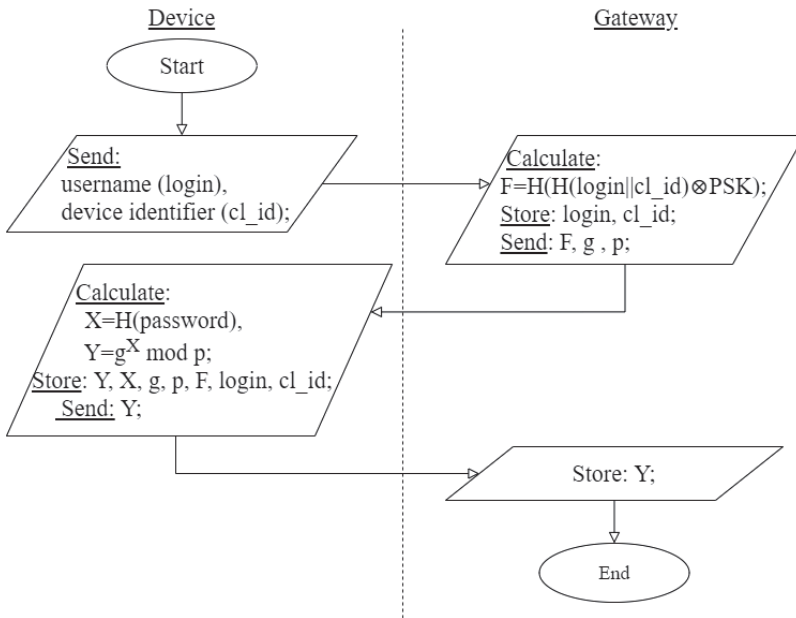 Device
Gateway
Start
Send:
username (login),
device identifier (cl_id);
Calculate:
F=H(H(login||cl_id)⊗PSK);
Store: login, cl_id;
Send: F, g , p;
Calculate:
X=H(password),
Y=g^X mod p;
Store: Y, X, g, p, F, login, cl_id;
Send: Y;
Store: Y;
End